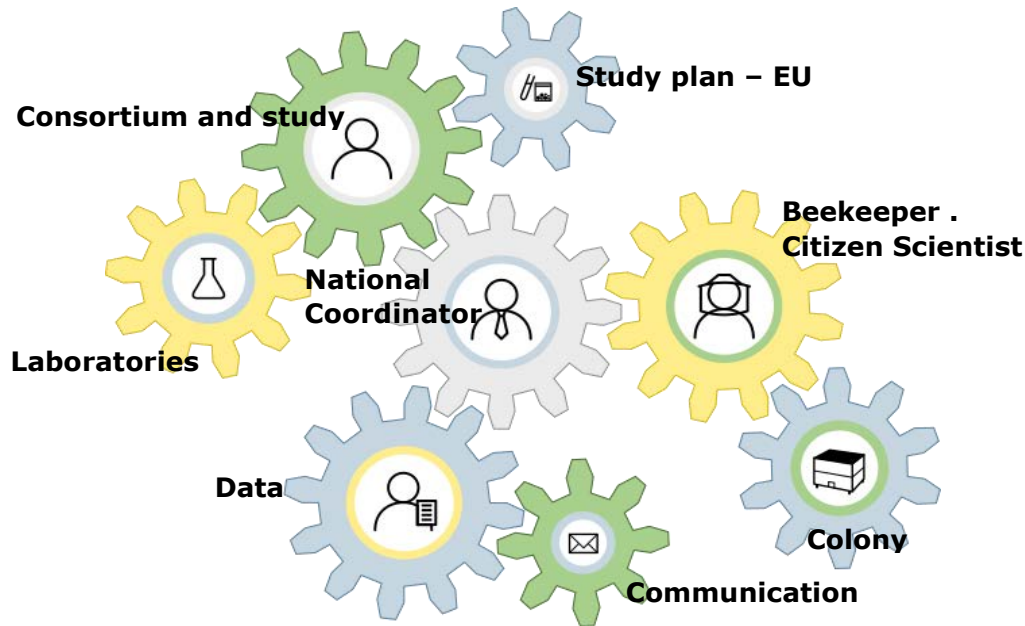 Study plan – EU
Consortium and study
Beekeeper .
Citizen Scientist
National
Coordinator
Laboratories
Data
Colony
Communication